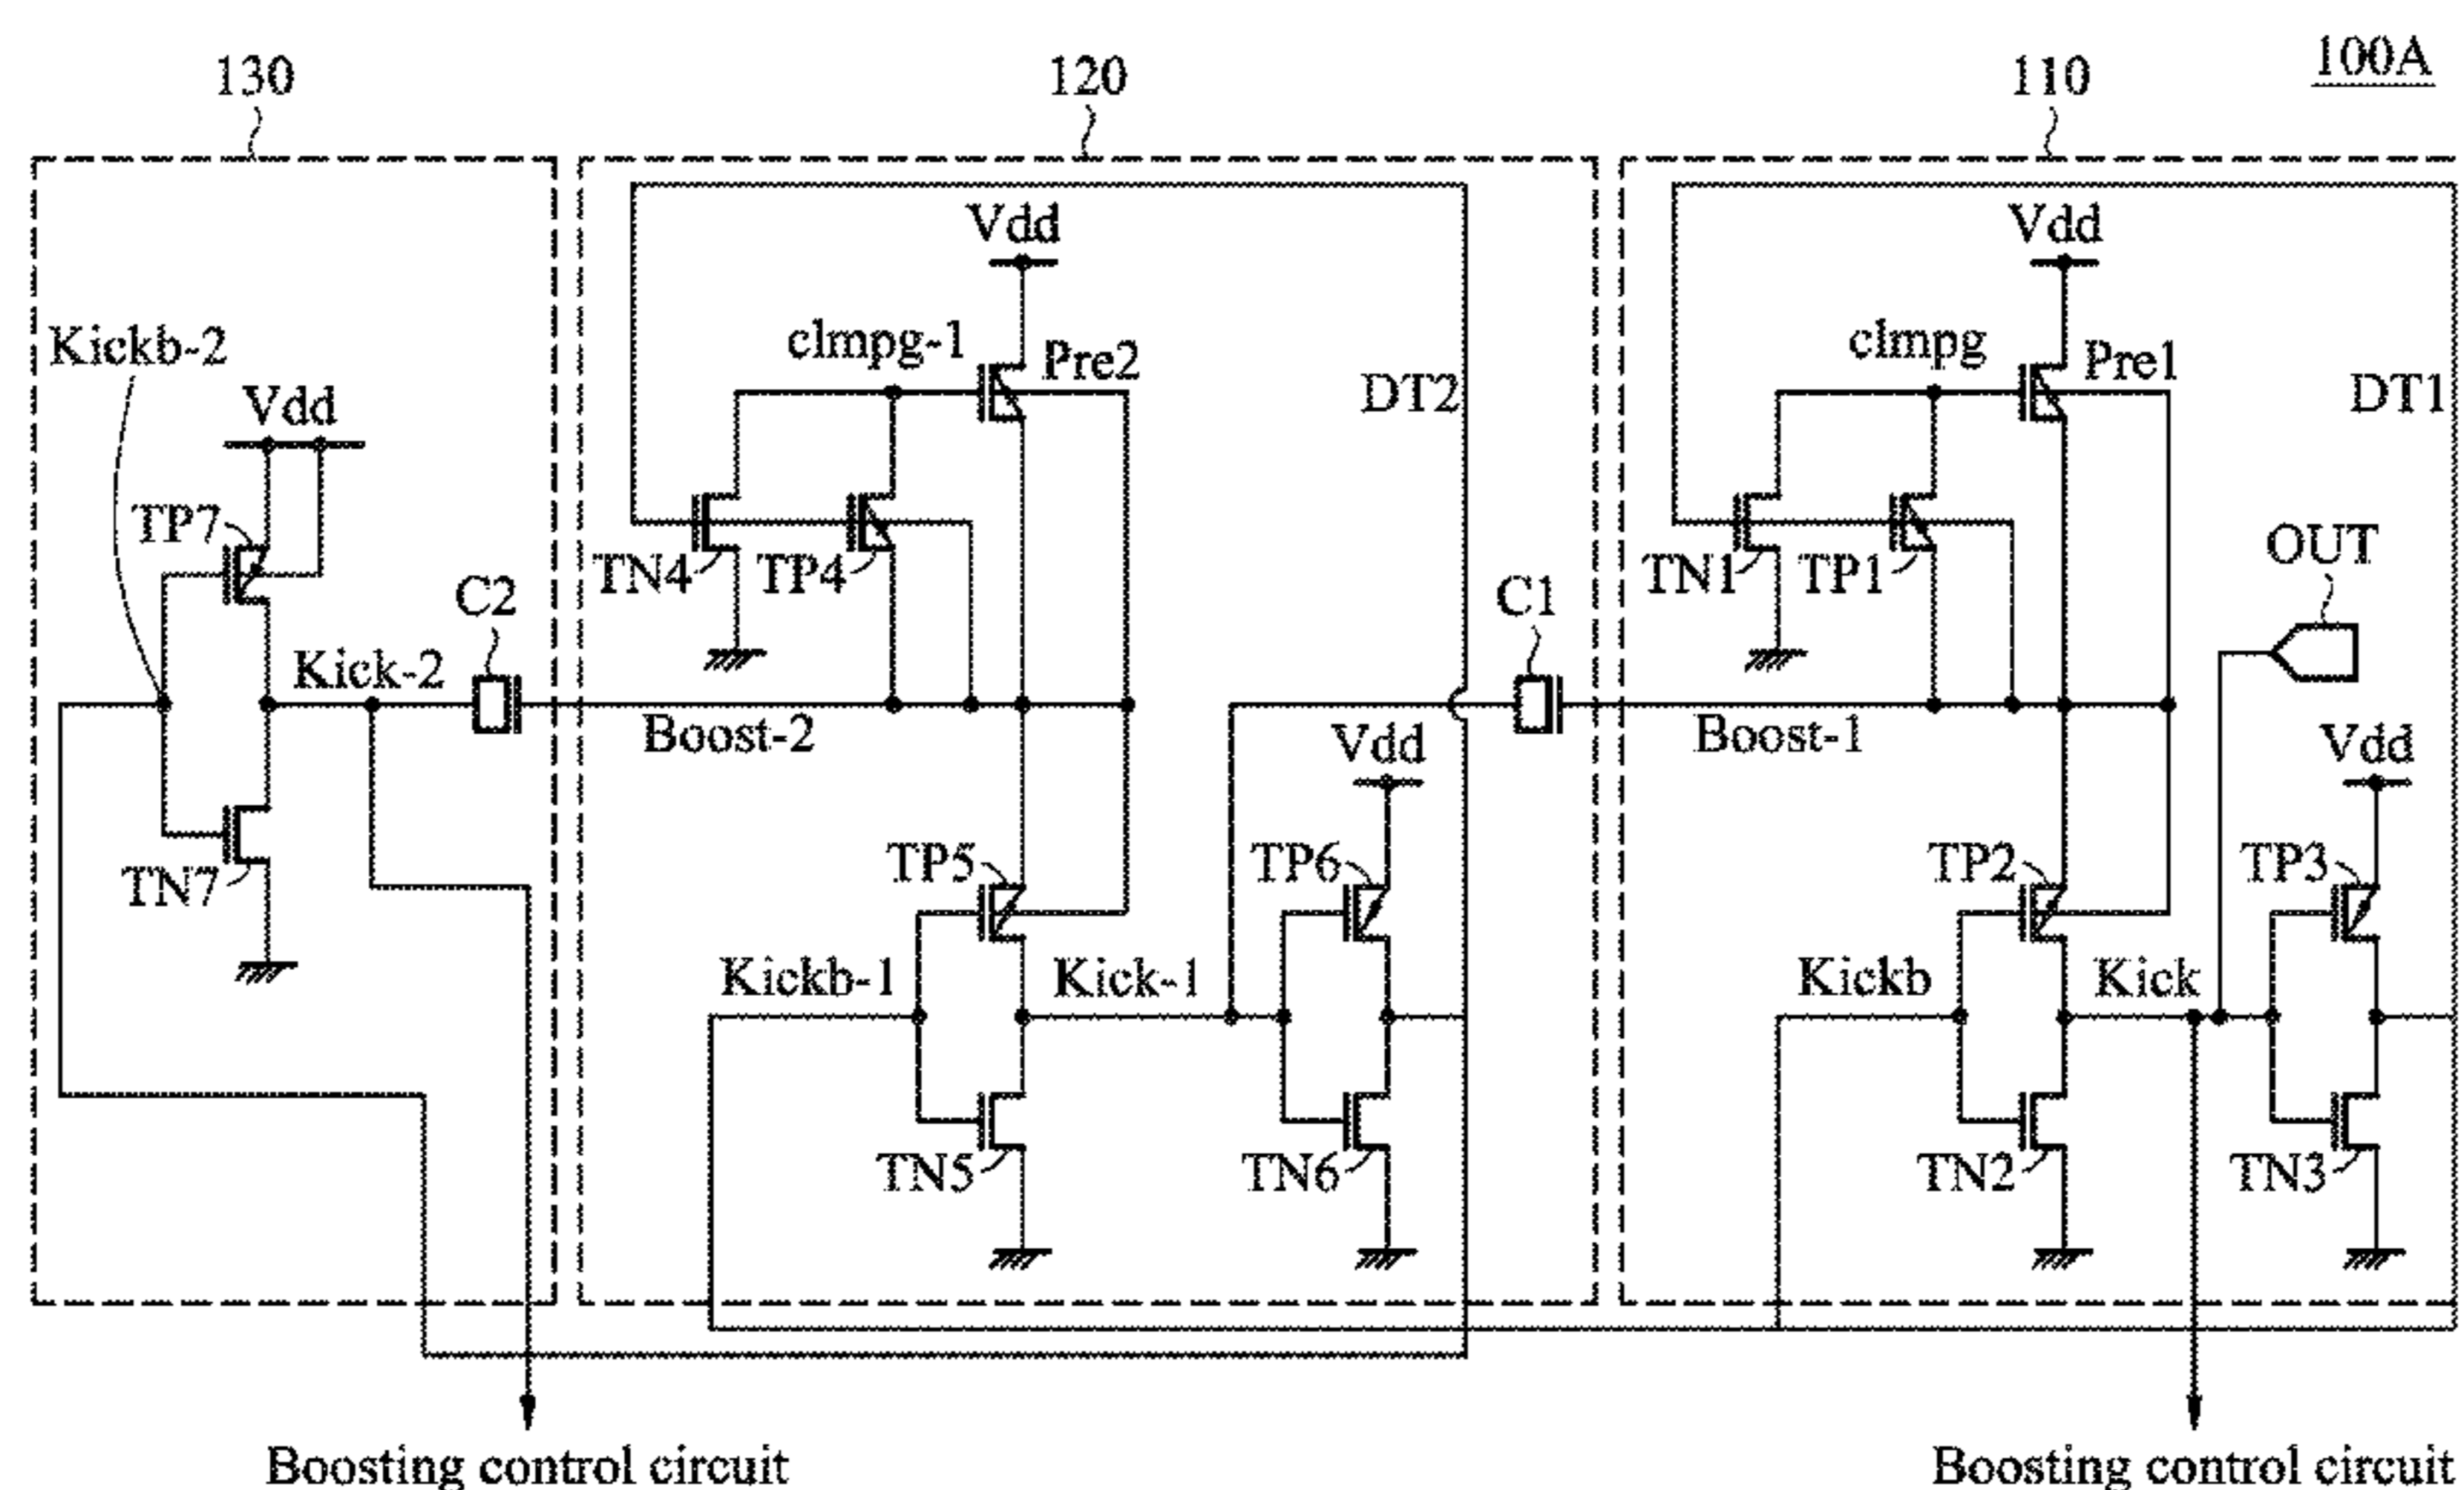 100A
130
120
110
Vdd
Vdd
Kickb-2
clmpg-1
Pre2
clmpg
Pre1
Vdd
DT2
DT1
TP7
OUT
TN4
TP4
C2
TN1
TP1
C1
Kick-2
Boost-2
Boost-1
Vdd
Vdd
TN7
TP5
TP6
TP2
TP3
Kickb-1
Kick-1
Kickb
Kick
TN5
TN6
TN2
TN3
Boosting control circuit
Boosting control circuit